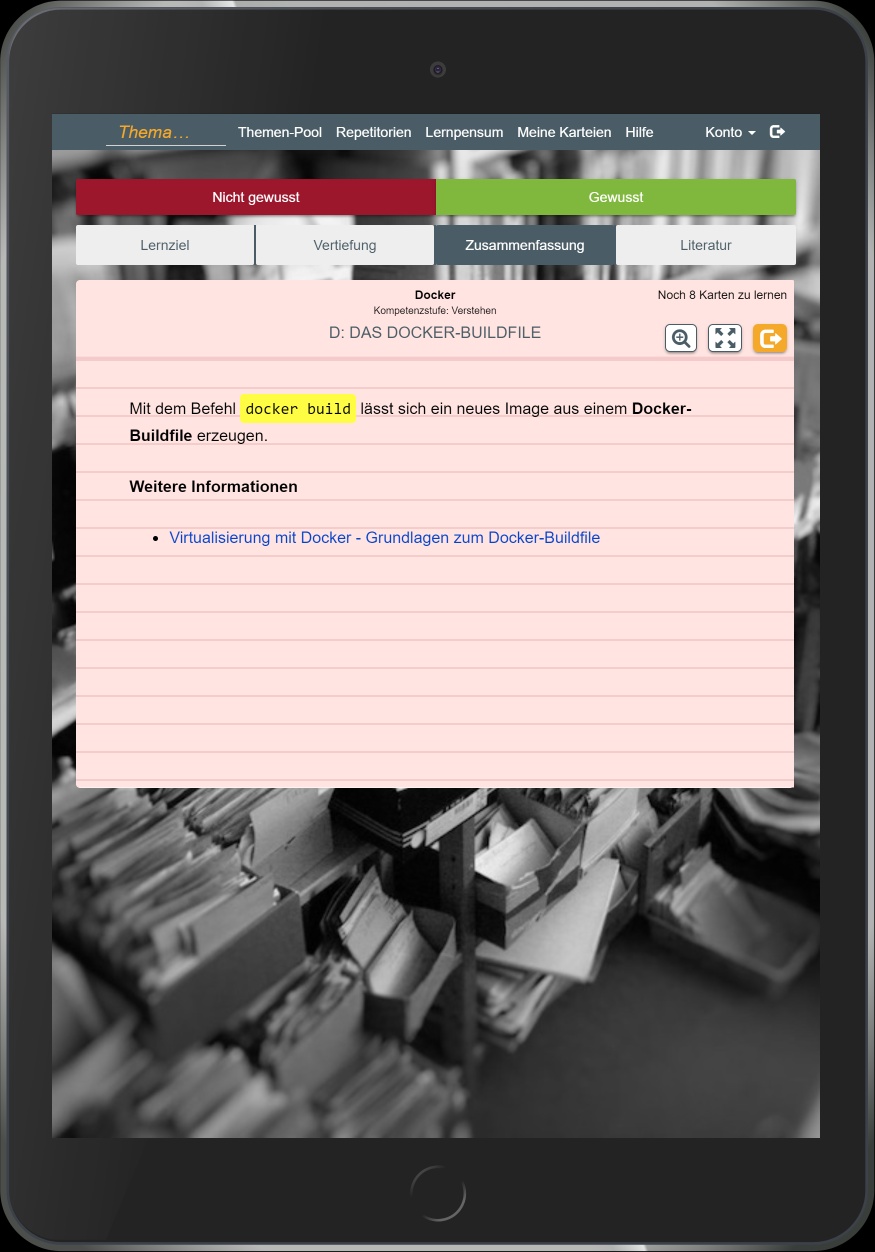 Thema…
Themen-Pool Repetitorien Lernpensum Meine Karteien Hilfe Konto
Nicht gewusst Gewusst
Lernziel Vertiefung Zusammenfassung Literatur
Docker
Noch 8 Karten zu lernen
Kompetenzstufe: Verstehen
D: DAS DOCKER-BUILDFILE
Mit dem Befehl docker build lässt sich ein neues Image aus einem Docker-
Buildfile erzeugen.
Weitere Informationen
• Virtualisierung mit Docker - Grundlagen zum Docker-Buildfile